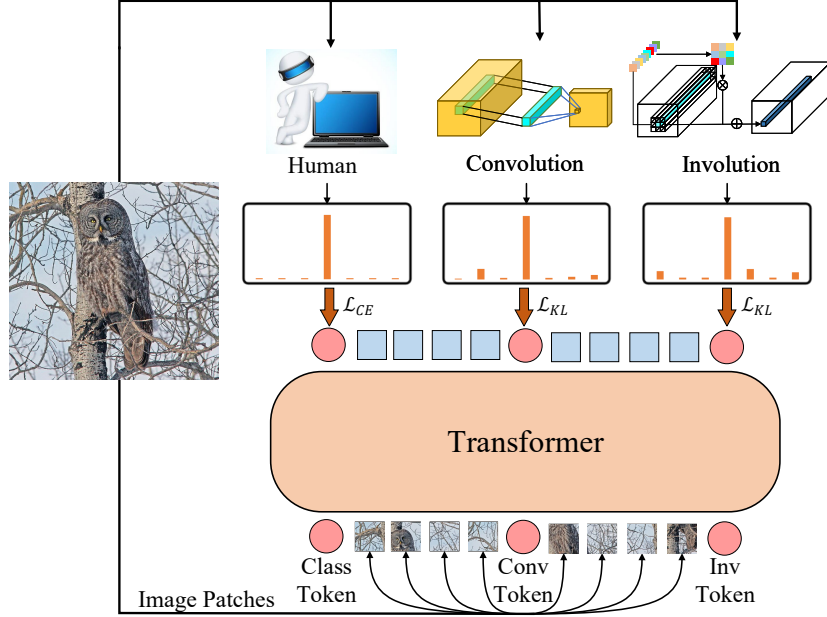 Human
Convolution
Involution
ℒ_CE
ℒ_KL
ℒ_KL
Transformer
Class
Token
Conv
Token
Inv
Token
Image Patches